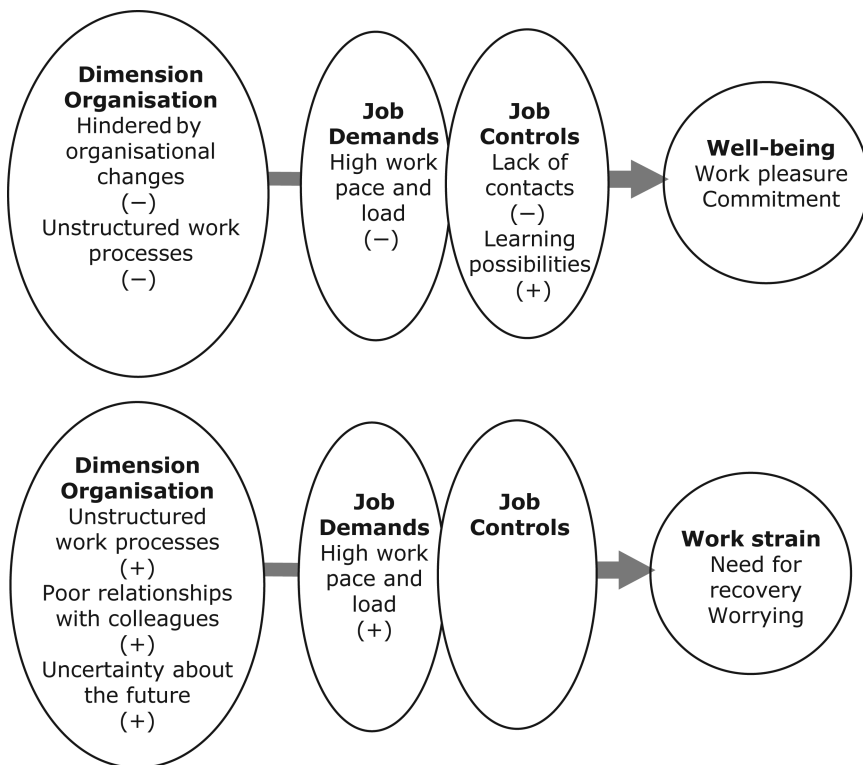 Dimension
Organisation
Hindered by
organisational
changes
(−)
Unstructured work
processes
(−)
Job
Demands
High work
pace and
load
(−)
Job
Controls
Lack of
contacts
(−)
Learning
possibilities
(+)
Well-being
Work pleasure
Commitment
Dimension
Organisation
Unstructured
work processes
(+)
Poor relationships
with colleagues
(+)
Uncertainty about
the future
(+)
Job
Demands
High work
pace and
load
(+)
Job
Controls
Work strain
Need for
recovery
Worrying